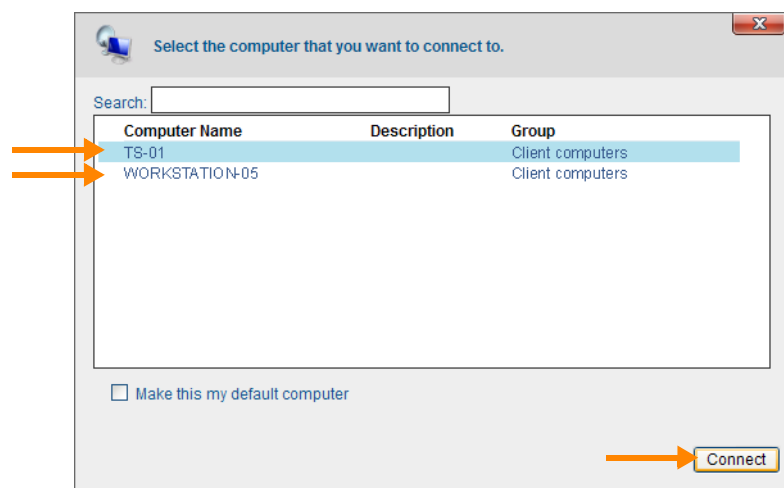 Select the computer that you want to connect to.
Search:
Computer Name Description Group
TS-01 Client computers
WORKSTATION-05 Client computers
Make this my default computer
Connect